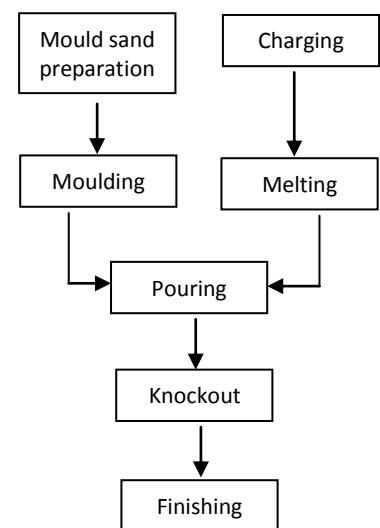 Mould sand
preparation
Charging
Moulding
Melting
Pouring
Knockout
Finishing